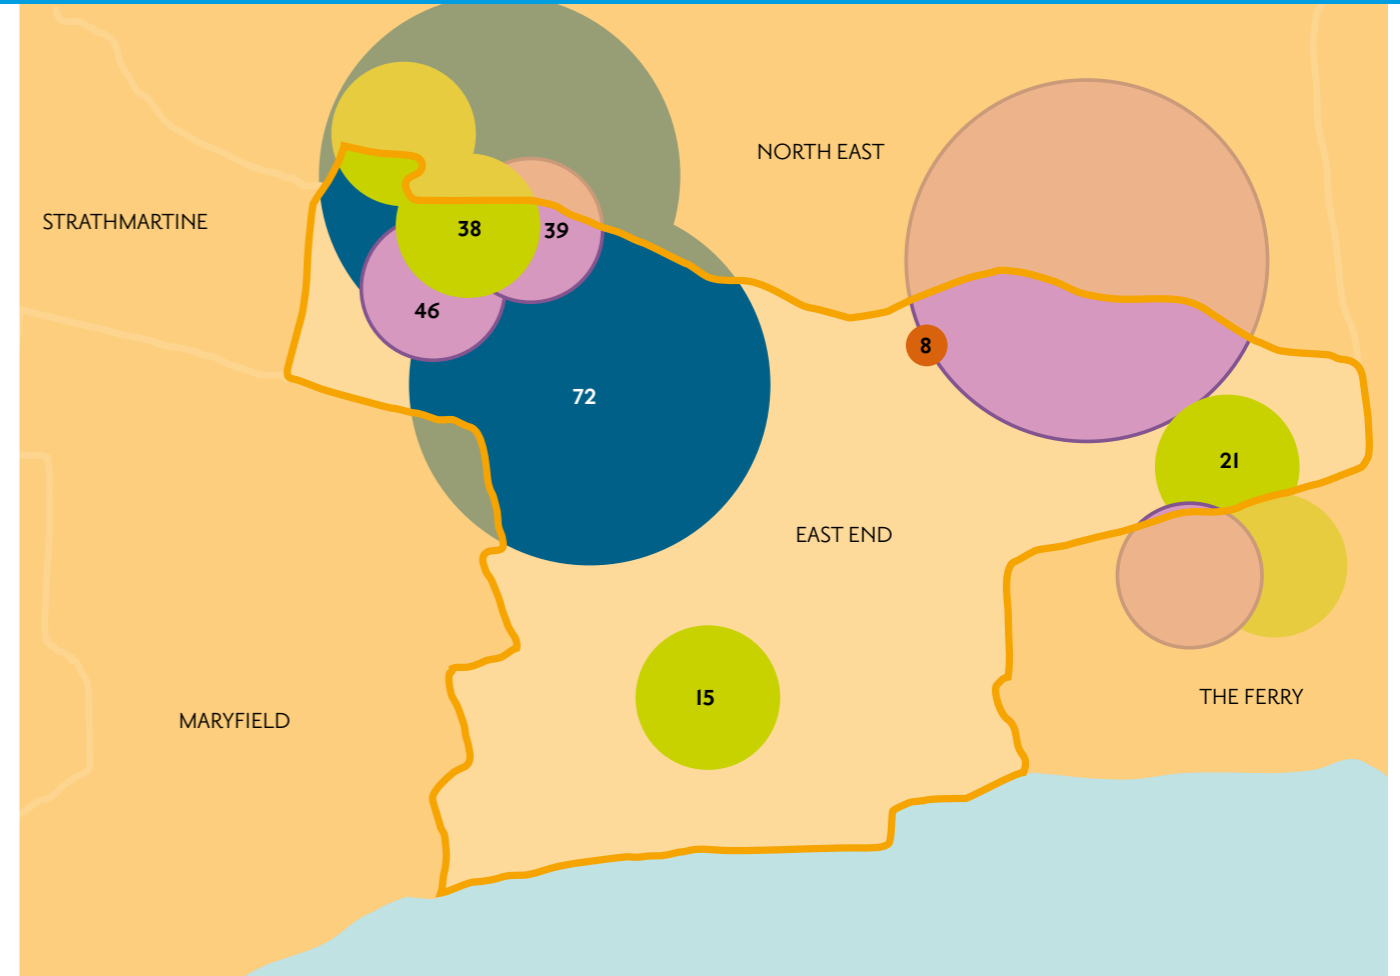 NORTH EAST
STRATHMARTINE
38
39
46
8
72
21
EAST END
THE FERRY
15
MARYFIELD